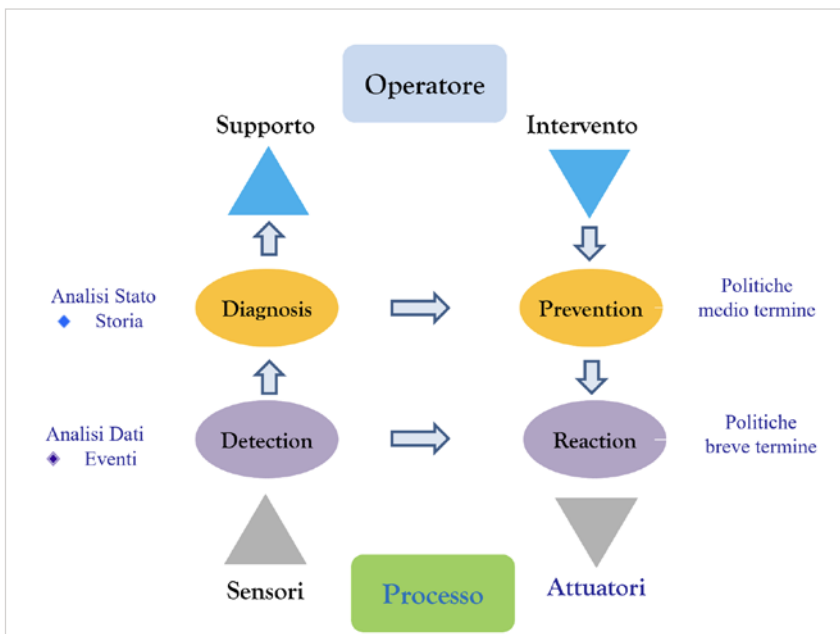 Operatore
Supporto
Intervento
Analisi Stato
Storia
Diagnosis
Prevention
Politiche
medio termine
Analisi Dati
Eventi
Detection
Reaction
Politiche
breve termine
Sensori
Processo
Attuatori